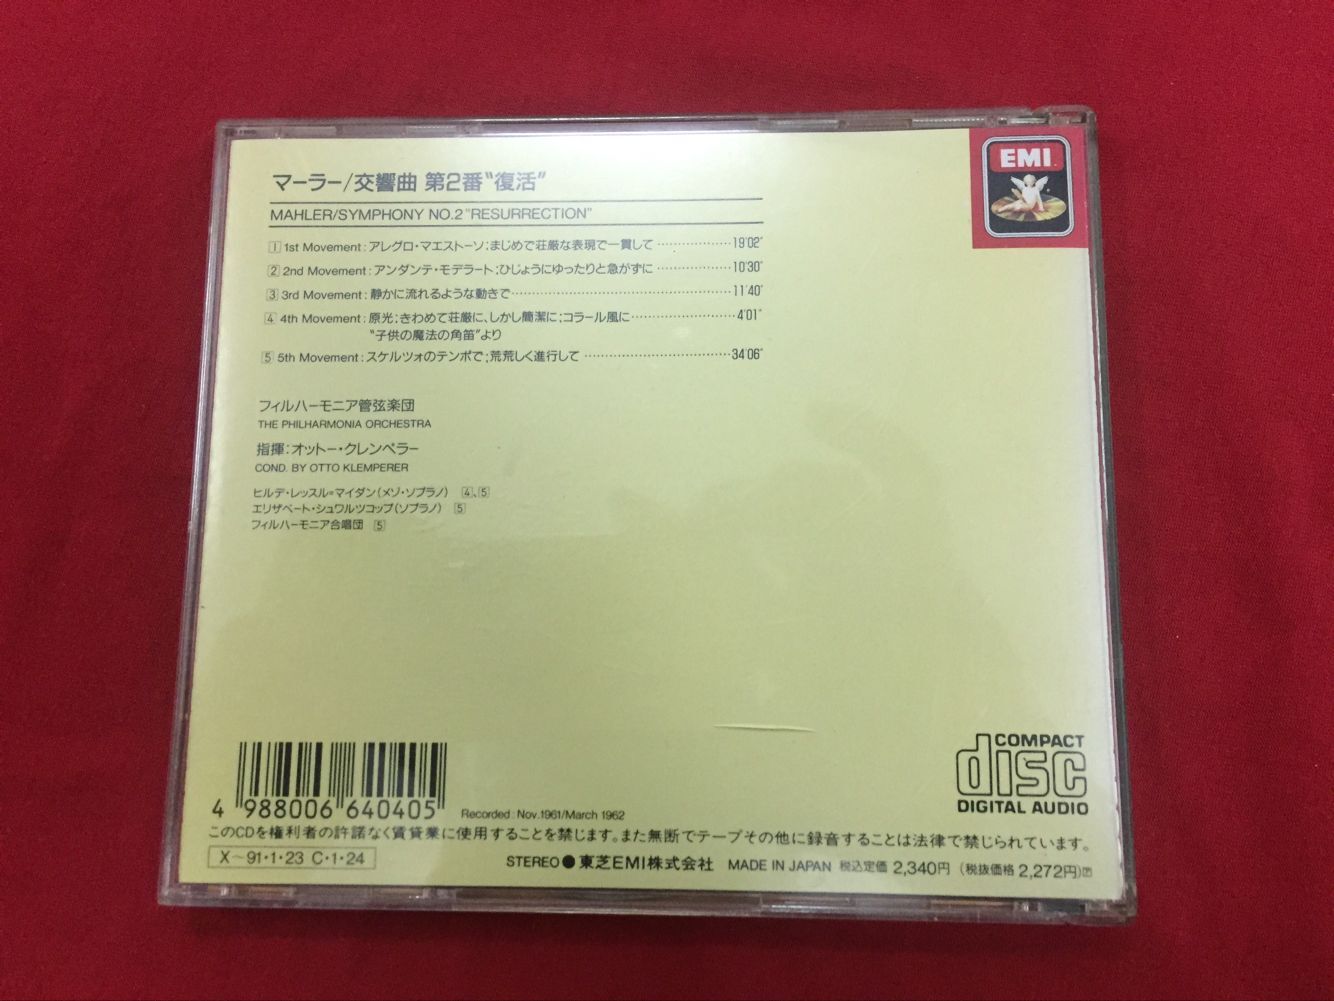 EMI
マーラー/交響曲 第2番"復活"
MAHLER/SYMPHONY NO.2 "RESURRECTION"
1 1st Movement : アレグロ・マエストーソ;まじめで荘厳な表現で一貫して ……………… 19'02"
2 2nd Movement : アンダンテ・モデラート;ひじょうにゆったりと急がずに ……………… 10'30"
3 3rd Movement : 静かに流れるような動きで ……………… 11'40"
4 4th Movement : 原光;きわめて荘厳に、しかし簡潔に;コラール風に ……………… 4'01"
"子供の魔法の角笛"より
5 5th Movement : スケルツォのテンポで;荒荒しく進行して ……………… 34'06"
フィルハーモニア管弦楽団
THE PHILHARMONIA ORCHESTRA
指揮:オットー・クレンペラー
COND. BY OTTO KLEMPERER
ヒルデ・レッスル=マイダン(メゾ・ソプラノ) 4、5
エリザベート・シュワルツコップ(ソプラノ) 5
フィルハーモニア合唱団 5
COMPACT
disc
DIGITAL AUDIO
4 988006 640405
Recorded : Nov.1961/March 1962
このCDを権利者の許諾なく賃貸業に使用することを禁じます。また無断でテープその他に録音することは法律で禁じられています。
X~91・1・23 C・1・24
STEREO ● 東芝EMI株式会社 MADE IN JAPAN 税込定価 2,340円 (税抜価格 2,272円)